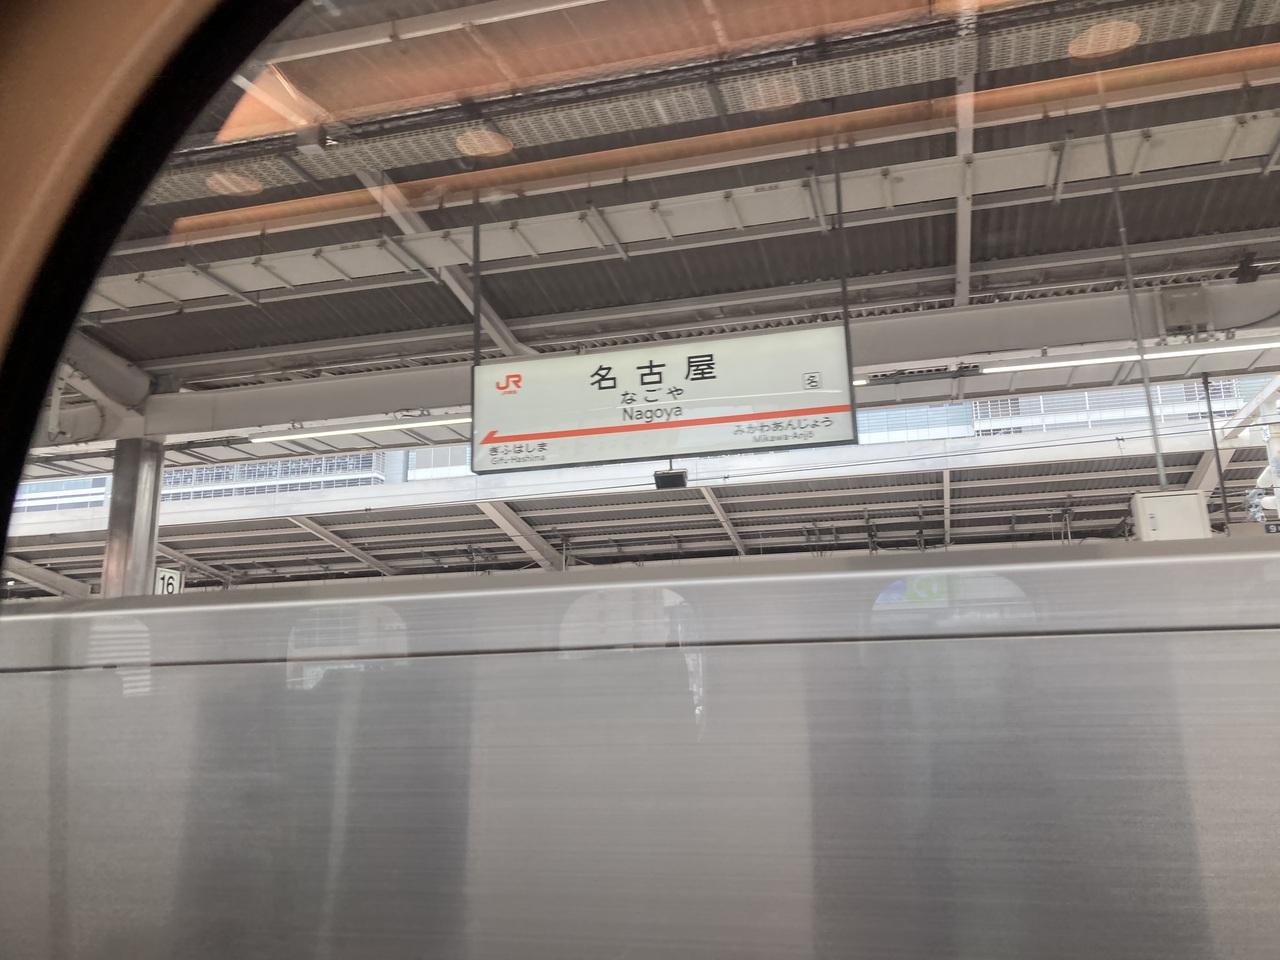 JR
名古屋
名
なごや
Nagoya
ぎふはしま
Gifu-Hashima
みかわあんじょう
Mikawa-Anjō
16